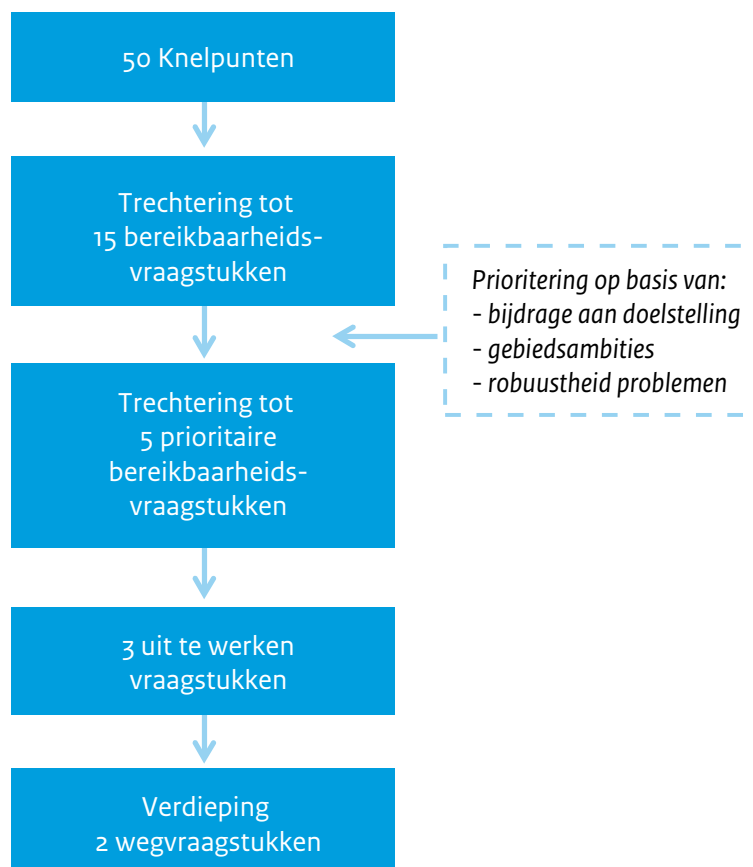 50 Knelpunten
Trechtering tot
15 bereikbaarheids-
vraagstukken
Prioritering op basis van:
- bijdrage aan doelstelling
- gebiedsambities
- robuustheid problemen
Trechtering tot
5 prioritaire
bereikbaarheids-
vraagstukken
3 uit te werken
vraagstukken
Verdieping
2 wegvraagstukken